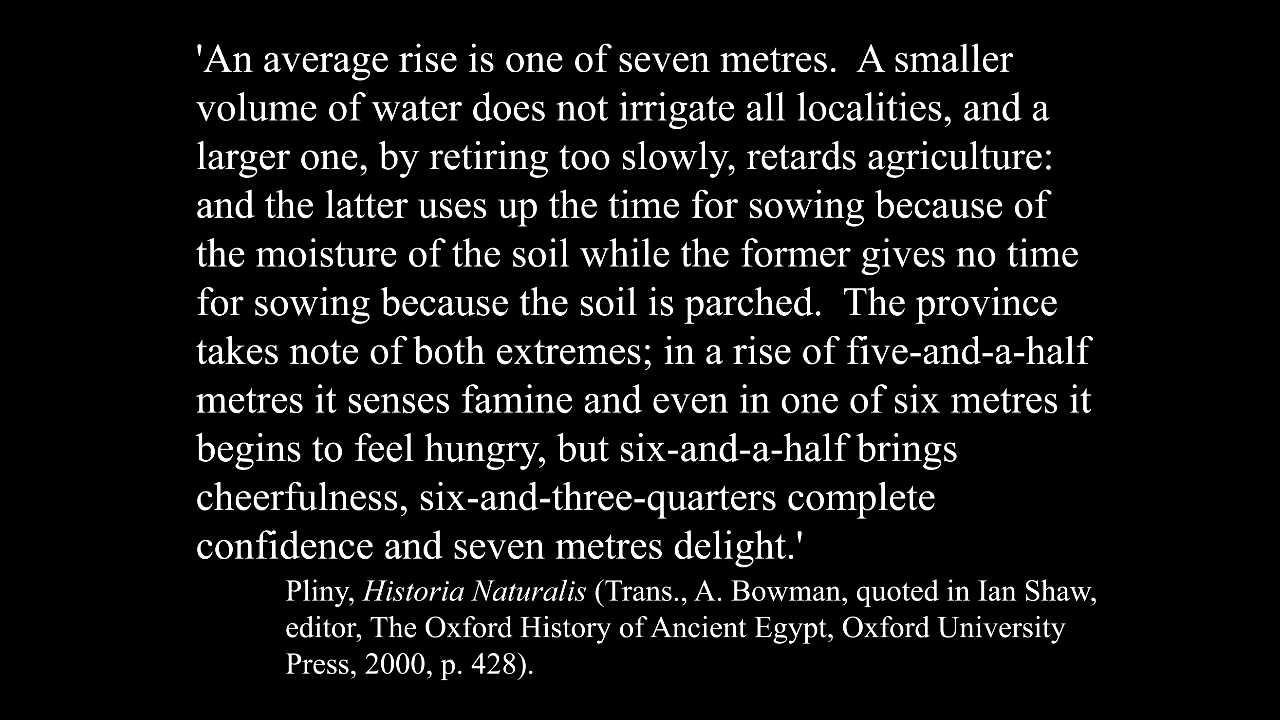 'An average rise is one of seven metres.  A smaller
volume of water does not irrigate all localities, and a
larger one, by retiring too slowly, retards agriculture:
and the latter uses up the time for sowing because of
the moisture of the soil while the former gives no time
for sowing because the soil is parched.  The province
takes note of both extremes; in a rise of five-and-a-half
metres it senses famine and even in one of six metres it
begins to feel hungry, but six-and-a-half brings
cheerfulness, six-and-three-quarters complete
confidence and seven metres delight.'
Pliny, Historia Naturalis (Trans., A. Bowman, quoted in Ian Shaw,
editor, The Oxford History of Ancient Egypt, Oxford University
Press, 2000, p. 428).